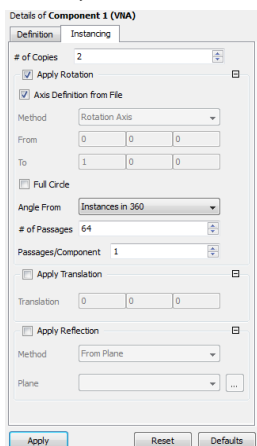 Details of Component 1 (VNA)
Definition Instancing
# of Copies 2
Apply Rotation
Axis Definition from File
Method Rotation Axis
From 0 0 0
To 1 0 0
Full Circle
Angle From Instances in 360
# of Passages 64
Passages/Component 1
Apply Translation
Translation 0 0 0
Apply Reflection
Method From Plane
Plane ...
Apply Reset Defaults